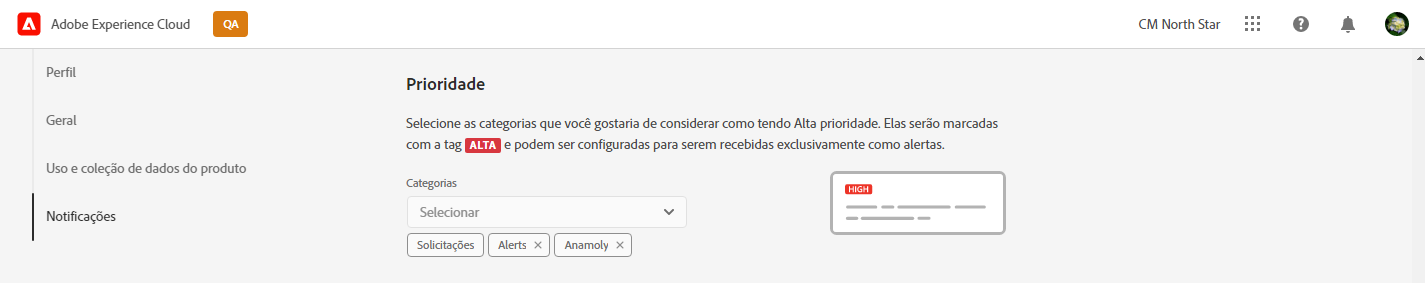 Adobe Experience Cloud
QA
CM North Star
Perfil
Geral
Uso e coleção de dados do produto
Notificações
Prioridade
Selecione as categorias que você gostaria de considerar como tendo Alta prioridade. Elas serão marcadas
com a tag ALTA e podem ser configuradas para serem recebidas exclusivamente como alertas.
Categorias
Selecionar
Solicitações
Alerts
Anamoly
HIGH